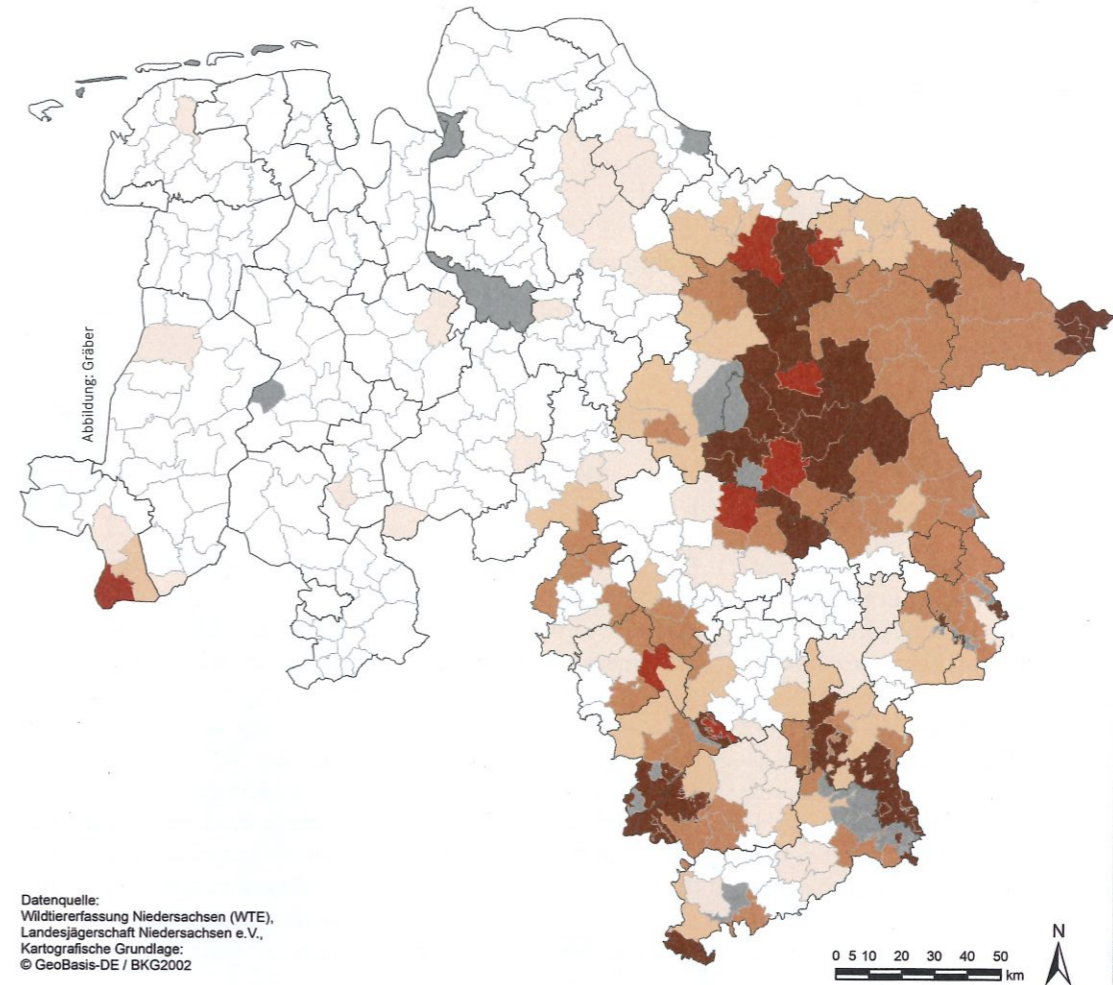 Abbildung: Gräber
Datenquelle:
Wildtiererfassung Niedersachsen (WTE),
Landesjägerschaft Niedersachsen e.V.,
Kartografische Grundlage:
© GeoBasis-DE / BKG2002
N
0 5 10 20 30 40 50
km